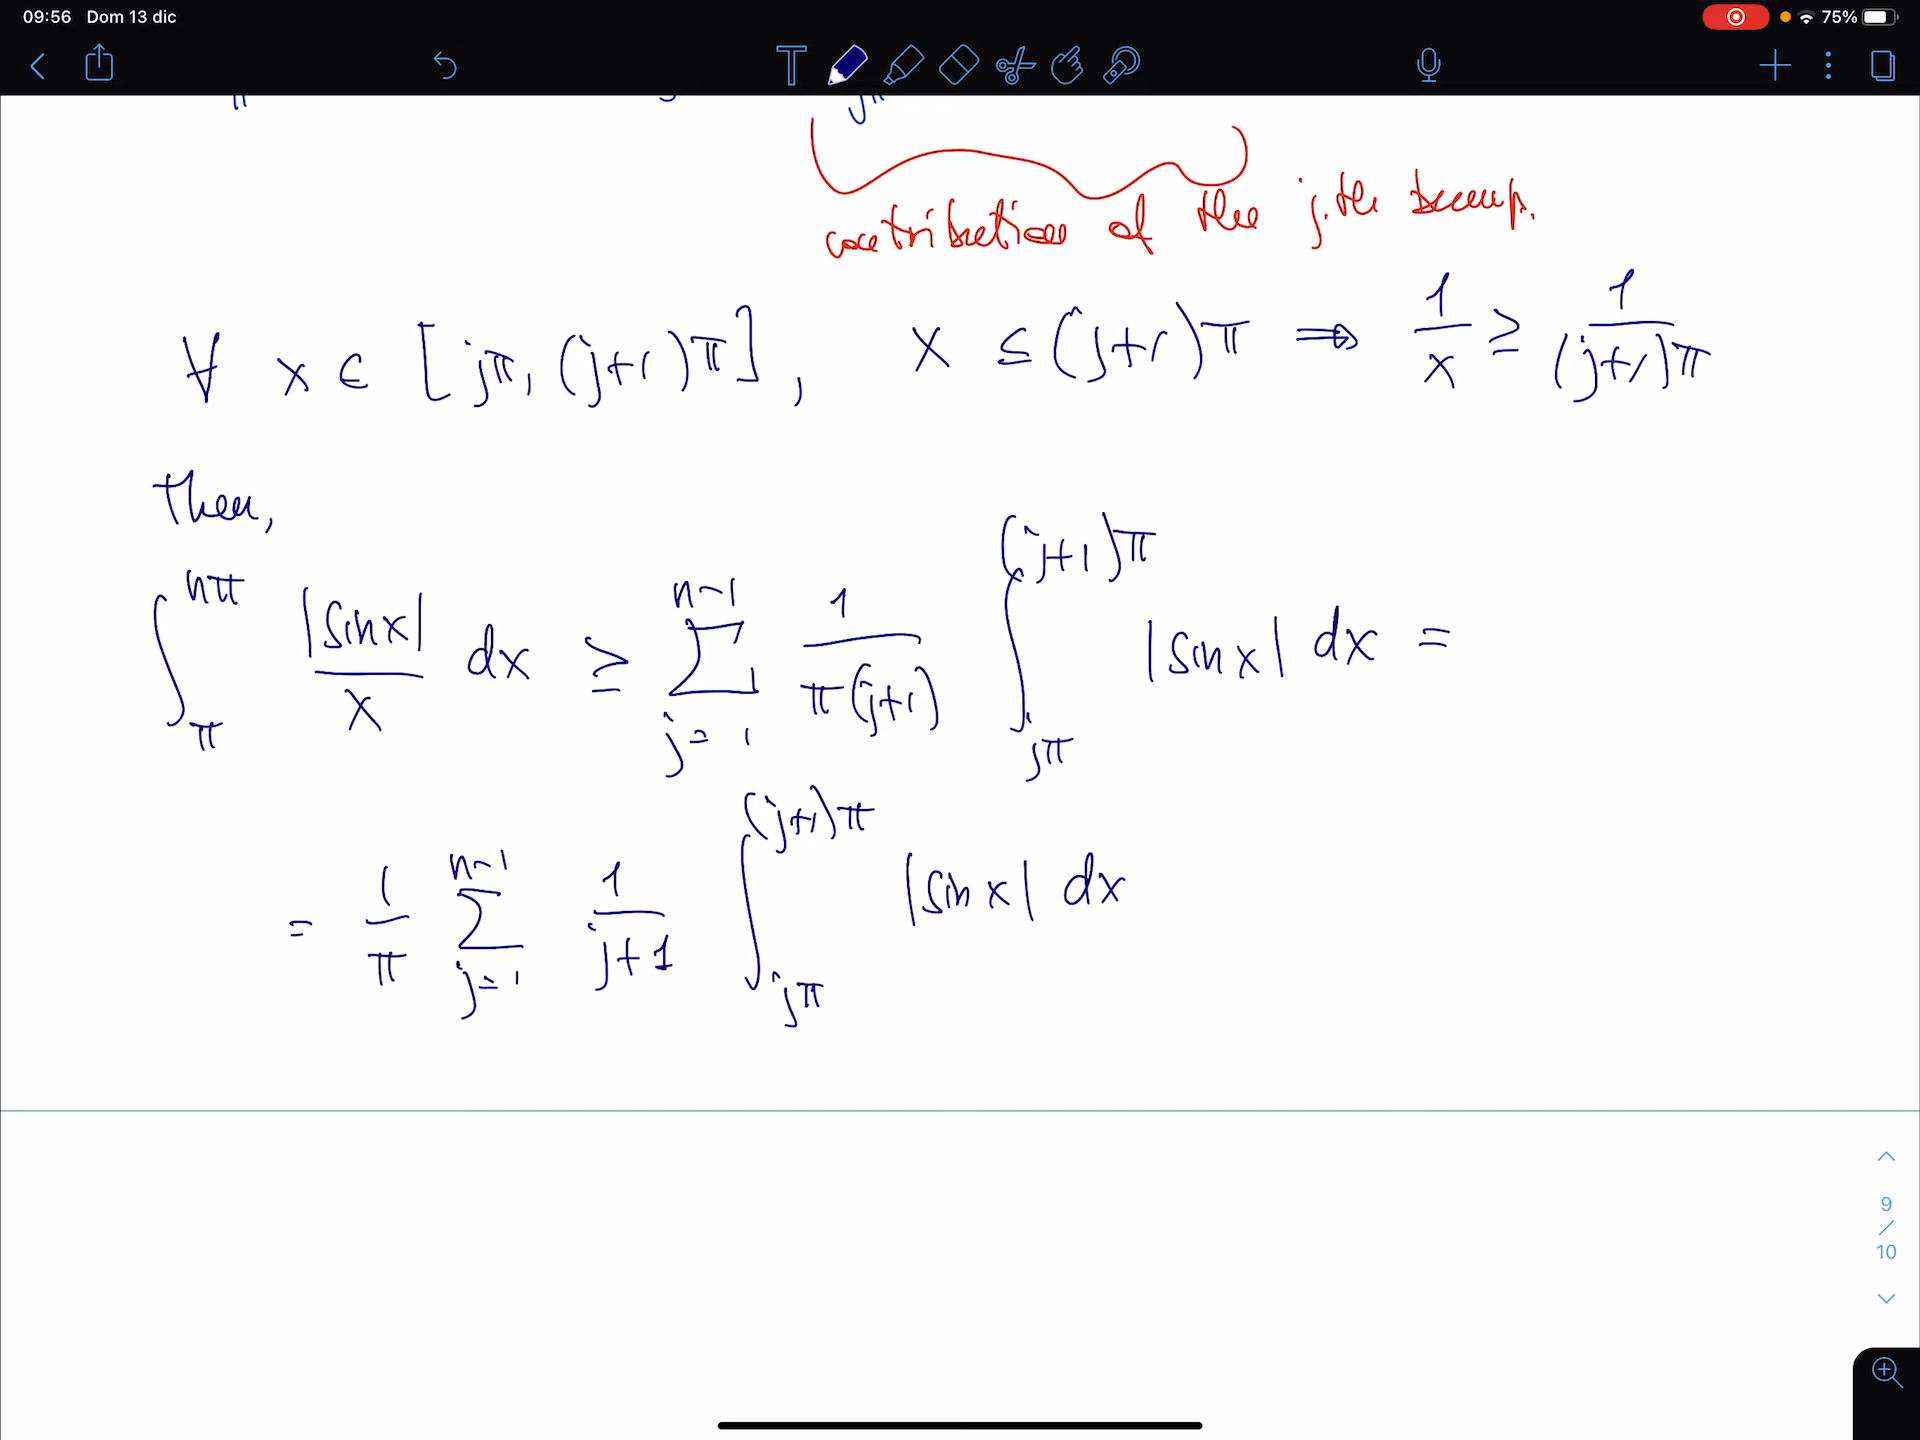 09:56 Dom 13 dic 75%
π jπ
contribution of the j.th bump.
∀ x ∈ [jπ, (j+1)π], x ≤ (j+1)π ⇒ 1/x ≥ 1/((j+1)π)
then,
∫_π^{nπ} |sin x|/x dx ≥ ∑_{j=1}^{n-1} 1/(π(j+1)) ∫_{jπ}^{(j+1)π} |sin x| dx =
= 1/π ∑_{j=1}^{n-1} 1/(j+1) ∫_{jπ}^{(j+1)π} |sin x| dx
9
/
10